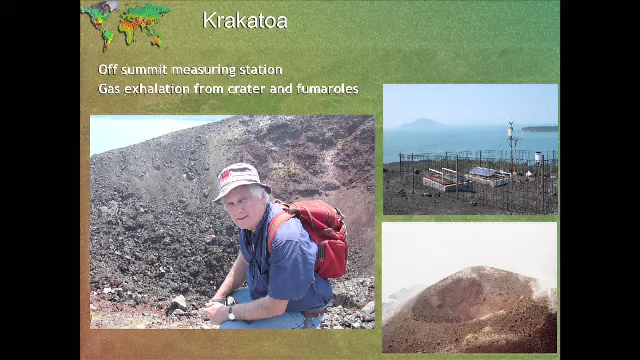 Krakatoa
Off summit measuring station
Gas exhalation from crater and fumaroles